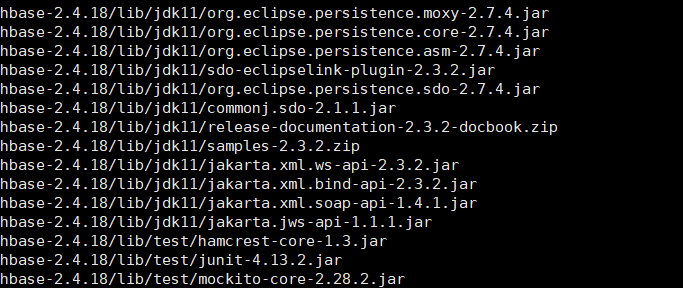 hbase-2.4.18/lib/jdk11/org.eclipse.persistence.moxy-2.7.4.jar
hbase-2.4.18/lib/jdk11/org.eclipse.persistence.core-2.7.4.jar
hbase-2.4.18/lib/jdk11/org.eclipse.persistence.asm-2.7.4.jar
hbase-2.4.18/lib/jdk11/sdo-eclipselink-plugin-2.3.2.jar
hbase-2.4.18/lib/jdk11/org.eclipse.persistence.sdo-2.7.4.jar
hbase-2.4.18/lib/jdk11/commonj.sdo-2.1.1.jar
hbase-2.4.18/lib/jdk11/release-documentation-2.3.2-docbook.zip
hbase-2.4.18/lib/jdk11/samples-2.3.2.zip
hbase-2.4.18/lib/jdk11/jakarta.xml.ws-api-2.3.2.jar
hbase-2.4.18/lib/jdk11/jakarta.xml.bind-api-2.3.2.jar
hbase-2.4.18/lib/jdk11/jakarta.xml.soap-api-1.4.1.jar
hbase-2.4.18/lib/jdk11/jakarta.jws-api-1.1.1.jar
hbase-2.4.18/lib/test/hamcrest-core-1.3.jar
hbase-2.4.18/lib/test/junit-4.13.2.jar
hbase-2.4.18/lib/test/mockito-core-2.28.2.jar